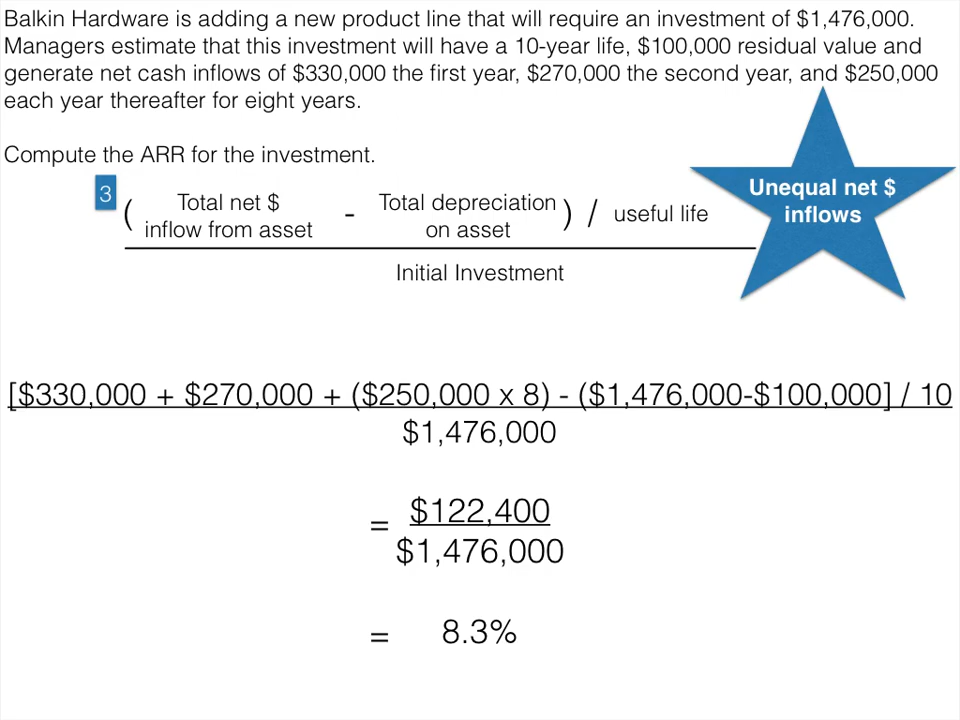 Balkin Hardware is adding a new product line that will require an investment of $1,476,000.
Managers estimate that this investment will have a 10-year life, $100,000 residual value and
generate net cash inflows of $330,000 the first year, $270,000 the second year, and $250,000
each year thereafter for eight years.
Compute the ARR for the investment.
3
( Total net $ inflow from asset - Total depreciation on asset ) / useful life
Initial Investment
Unequal net $
inflows
[$330,000 + $270,000 + ($250,000 x 8) - ($1,476,000-$100,000] / 10
$1,476,000
= $122,400
$1,476,000
= 8.3%